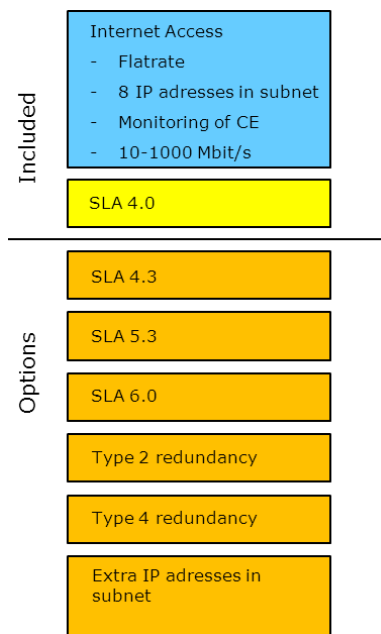 Included
Internet Access
- Flatrate
- 8 IP adresses in subnet
- Monitoring of CE
- 10-1000 Mbit/s
SLA 4.0
Options
SLA 4.3
SLA 5.3
SLA 6.0
Type 2 redundancy
Type 4 redundancy
Extra IP adresses in
subnet